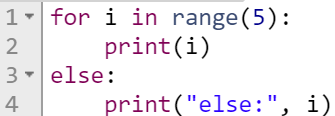 1 for i in range(5):
2     print(i)
3 else:
4     print("else:", i)